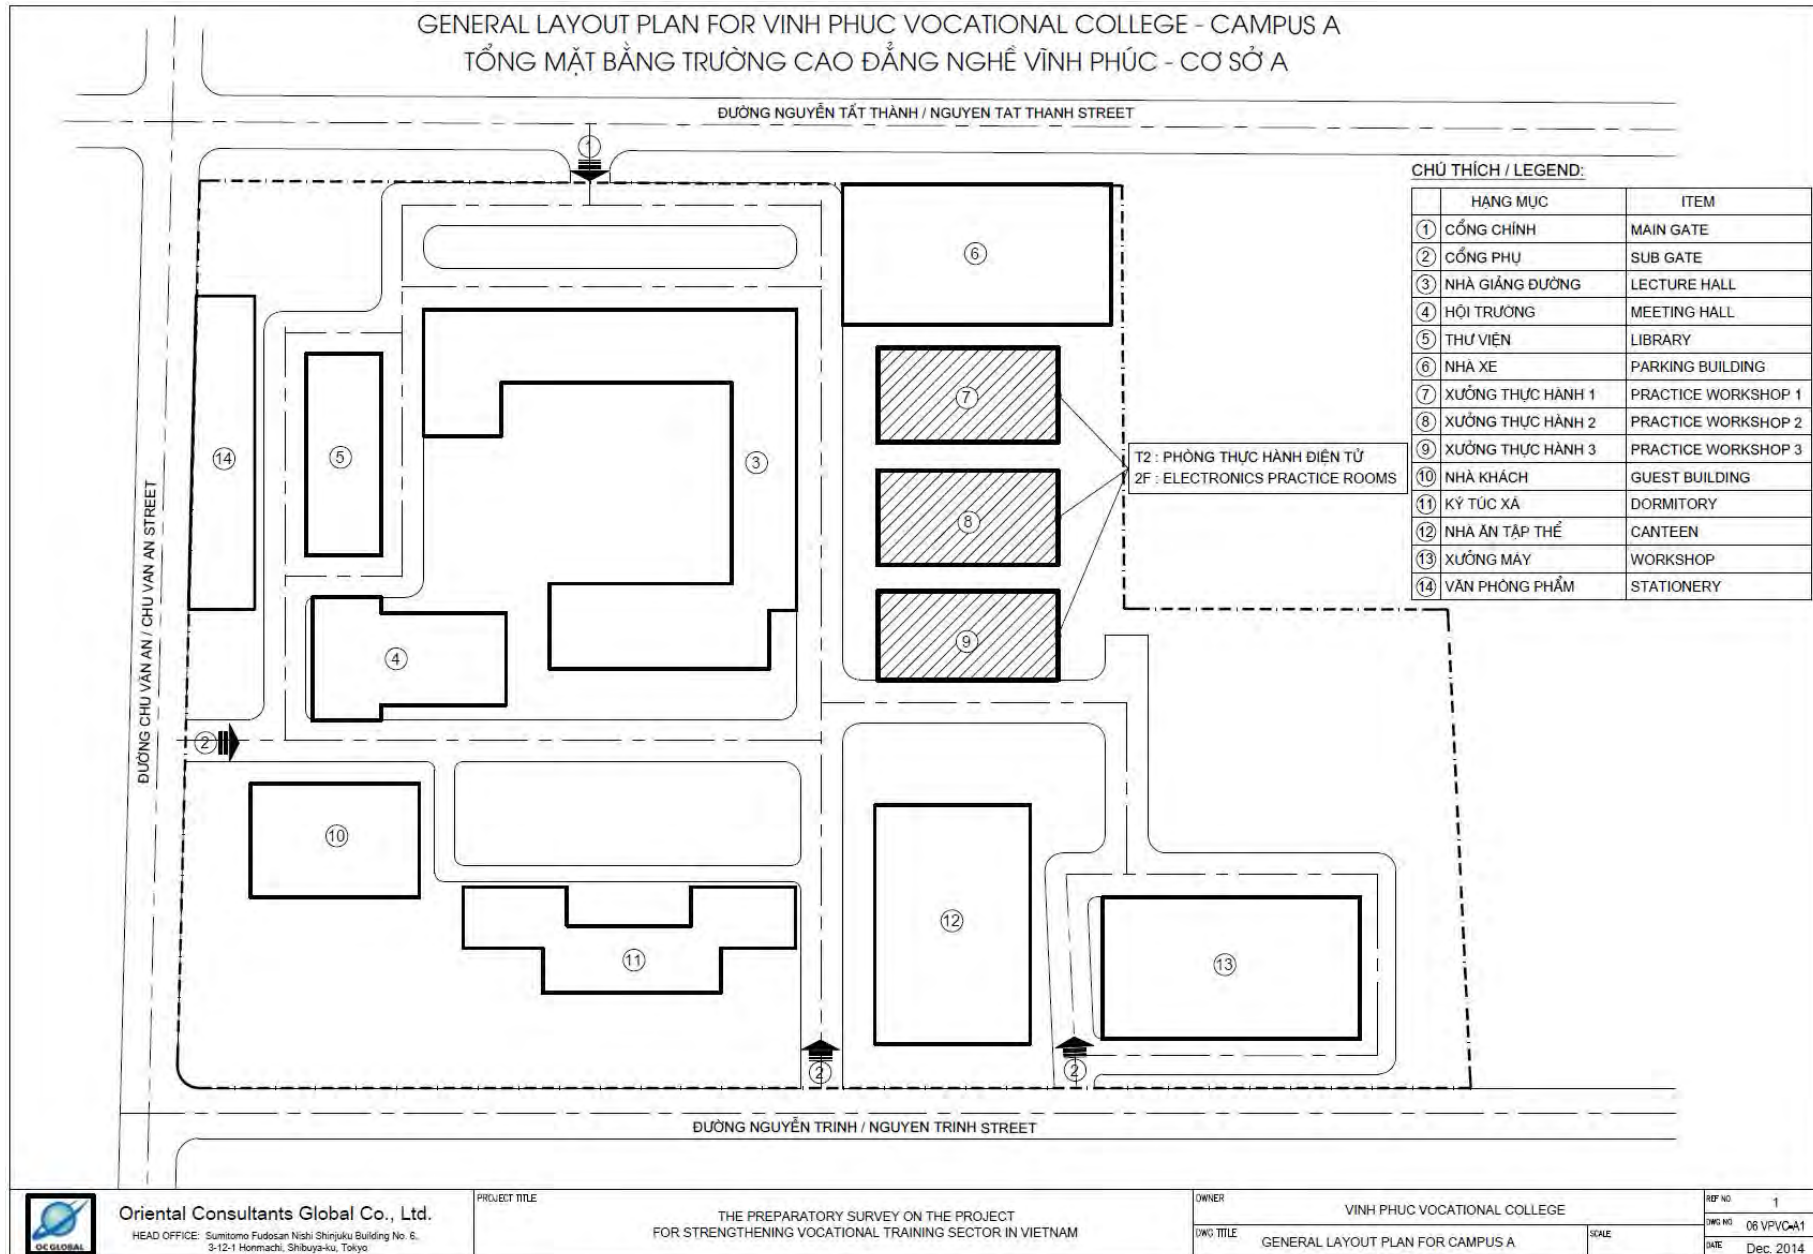 GENERAL LAYOUT PLAN FOR VINH PHUC VOCATIONAL COLLEGE - CAMPUS A
TỔNG MẶT BẰNG TRƯỜNG CAO ĐẲNG NGHỀ VĨNH PHÚC - CƠ SỞ A
ĐƯỜNG NGUYỄN TẤT THÀNH / NGUYEN TAT THANH STREET
CHÚ THÍCH / LEGEND:
HẠNG MỤC ITEM
1 CỔNG CHÍNH MAIN GATE
2 CỔNG PHỤ SUB GATE
3 NHÀ GIẢNG ĐƯỜNG LECTURE HALL
4 HỘI TRƯỜNG MEETING HALL
5 THƯ VIỆN LIBRARY
6 NHÀ XE PARKING BUILDING
7 XƯỞNG THỰC HÀNH 1 PRACTICE WORKSHOP 1
8 XƯỞNG THỰC HÀNH 2 PRACTICE WORKSHOP 2
9 XƯỞNG THỰC HÀNH 3 PRACTICE WORKSHOP 3
10 NHÀ KHÁCH GUEST BUILDING
11 KÝ TÚC XÁ DORMITORY
12 NHÀ ĂN TẬP THỂ CANTEEN
13 XƯỞNG MÁY WORKSHOP
14 VĂN PHÒNG PHẨM STATIONERY
1
6
7
14
5
3
T2 : PHÒNG THỰC HÀNH ĐIỆN TỬ
2F : ELECTRONICS PRACTICE ROOMS
8
9
4
ĐƯỜNG CHU VĂN AN / CHU VAN AN STREET
2
10
12
11
13
2
2
ĐƯỜNG NGUYỄN TRINH / NGUYEN TRINH STREET
OC GLOBAL
Oriental Consultants Global Co., Ltd.
HEAD OFFICE: Sumitomo Fudosan Nishi Shinjuku Building No. 6.
3-12-1 Honmachi, Shibuya-ku, Tokyo
PROJECT TITLE
THE PREPARATORY SURVEY ON THE PROJECT
FOR STRENGTHENING VOCATIONAL TRAINING SECTOR IN VIETNAM
OWNER
VINH PHUC VOCATIONAL COLLEGE
DWG TITLE
GENERAL LAYOUT PLAN FOR CAMPUS A
SCALE
REF NO 1
DWG NO 06 VPVC-A1
DATE Dec. 2014